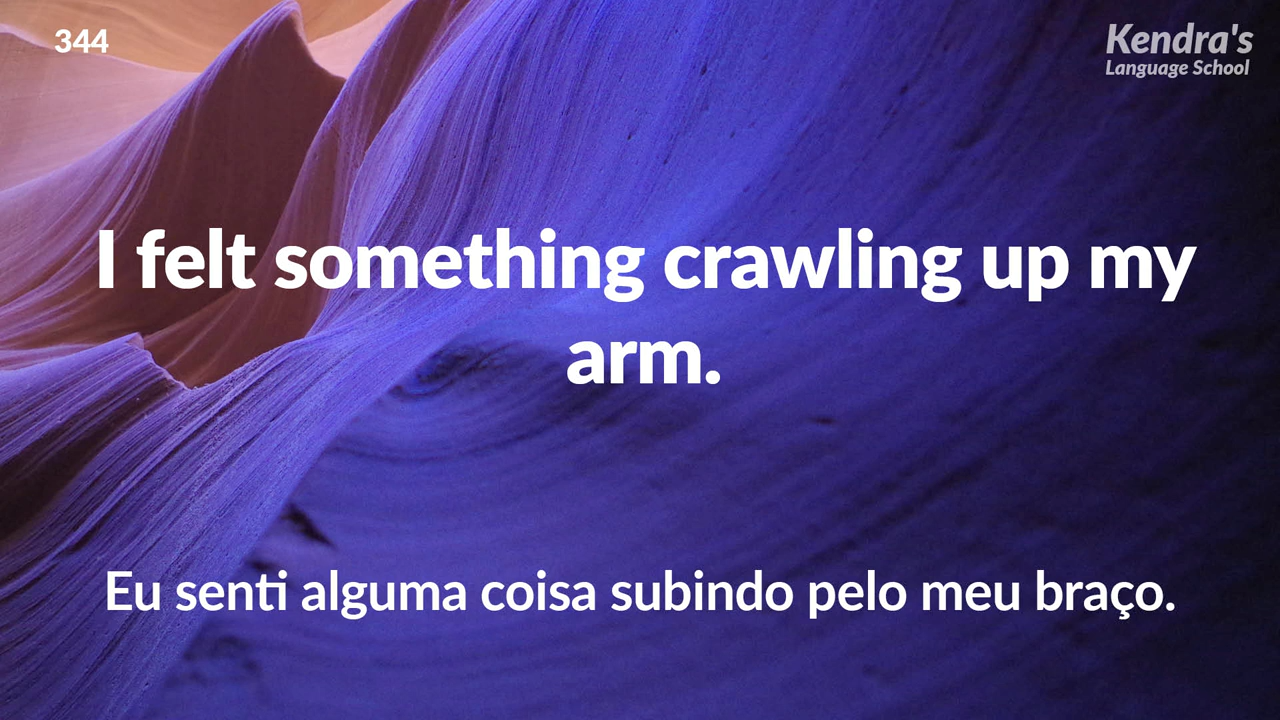 344
Kendra's
Language School
I felt something crawling up my
arm.
Eu senti alguma coisa subindo pelo meu braço.